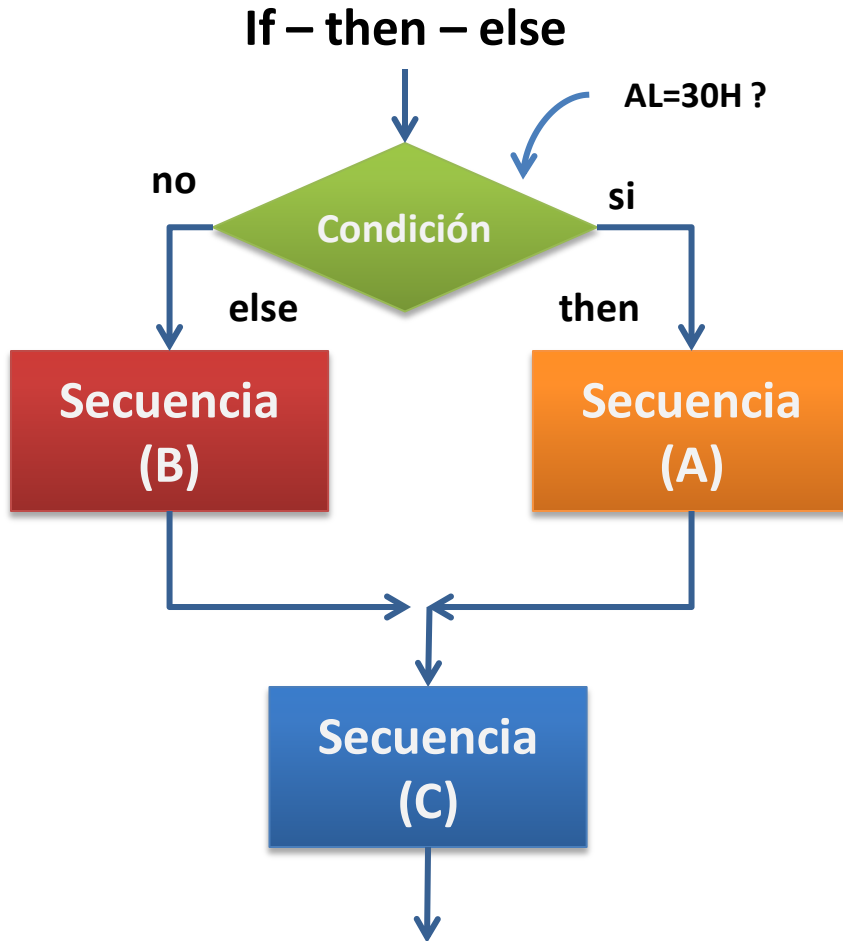 If – then – else
AL=30H ?
no
si
Condición
else
then
Secuencia
(B)
Secuencia
(A)
Secuencia
(C)